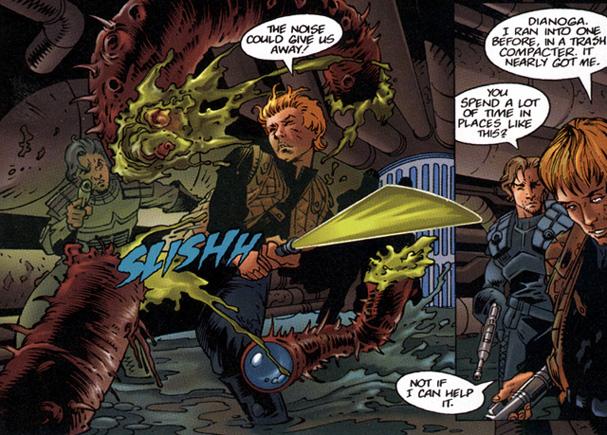 THE NOISE
COULD GIVE US
AWAY!
SLISHH
DIANOGA.
I RAN INTO ONE
BEFORE, IN A TRASH
COMPACTER. IT
NEARLY GOT ME.
YOU
SPEND A LOT
OF TIME IN
PLACES LIKE
THIS?
NOT IF
I CAN HELP
IT.